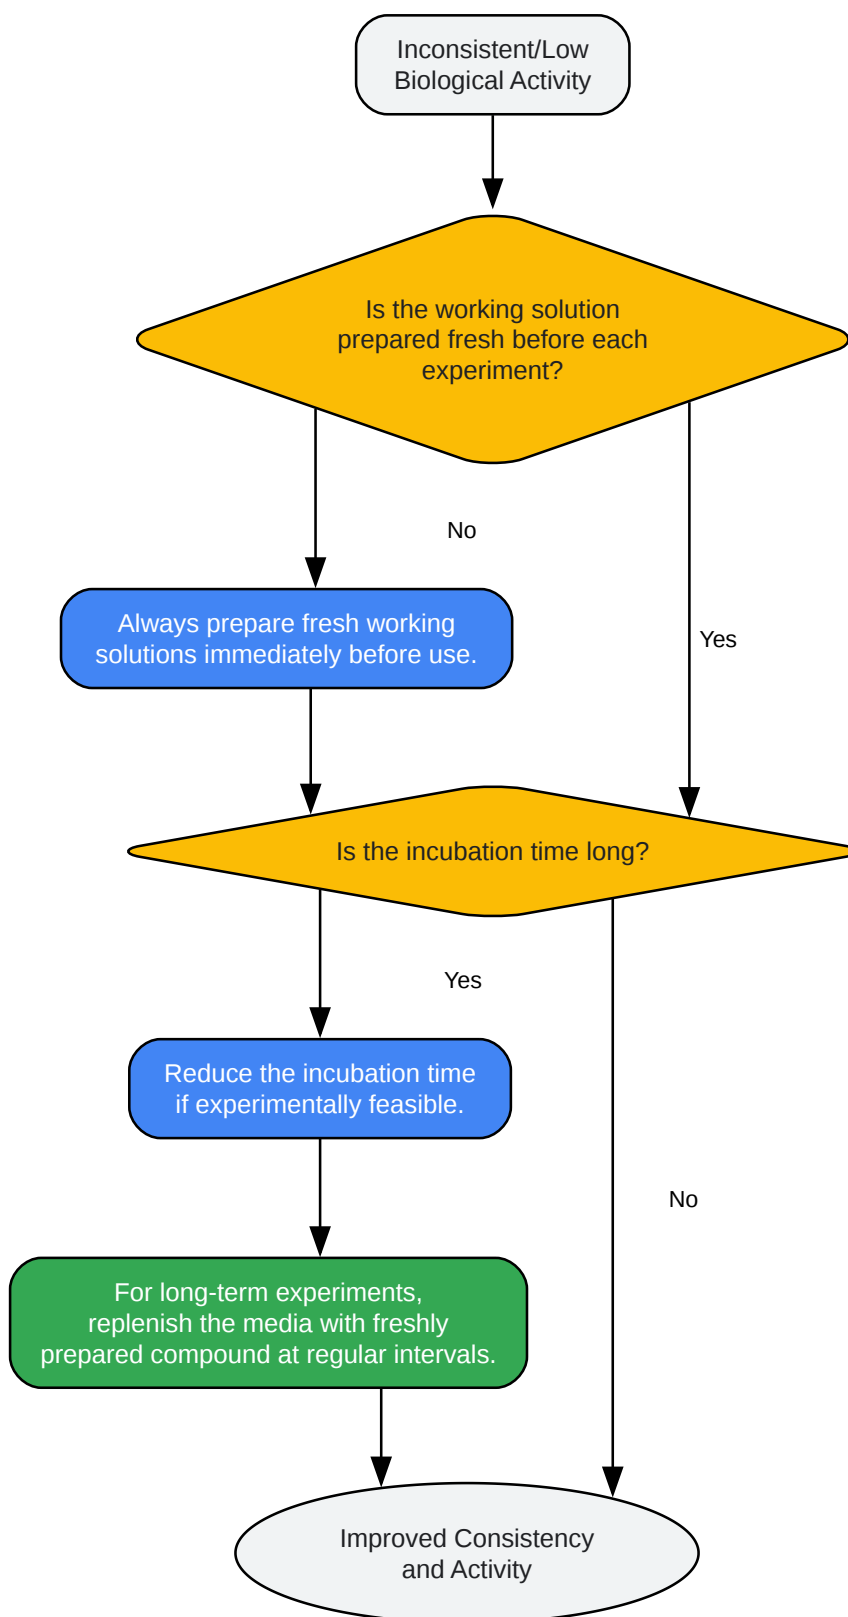 Inconsistent/Low
Biological Activity
Is the working solution
prepared fresh before each
experiment?
No
Always prepare fresh working
solutions immediately before use.
Yes
Is the incubation time long?
Yes
Reduce the incubation time
if experimentally feasible.
No
For long-term experiments,
replenish the media with freshly
prepared compound at regular intervals.
Improved Consistency
and Activity